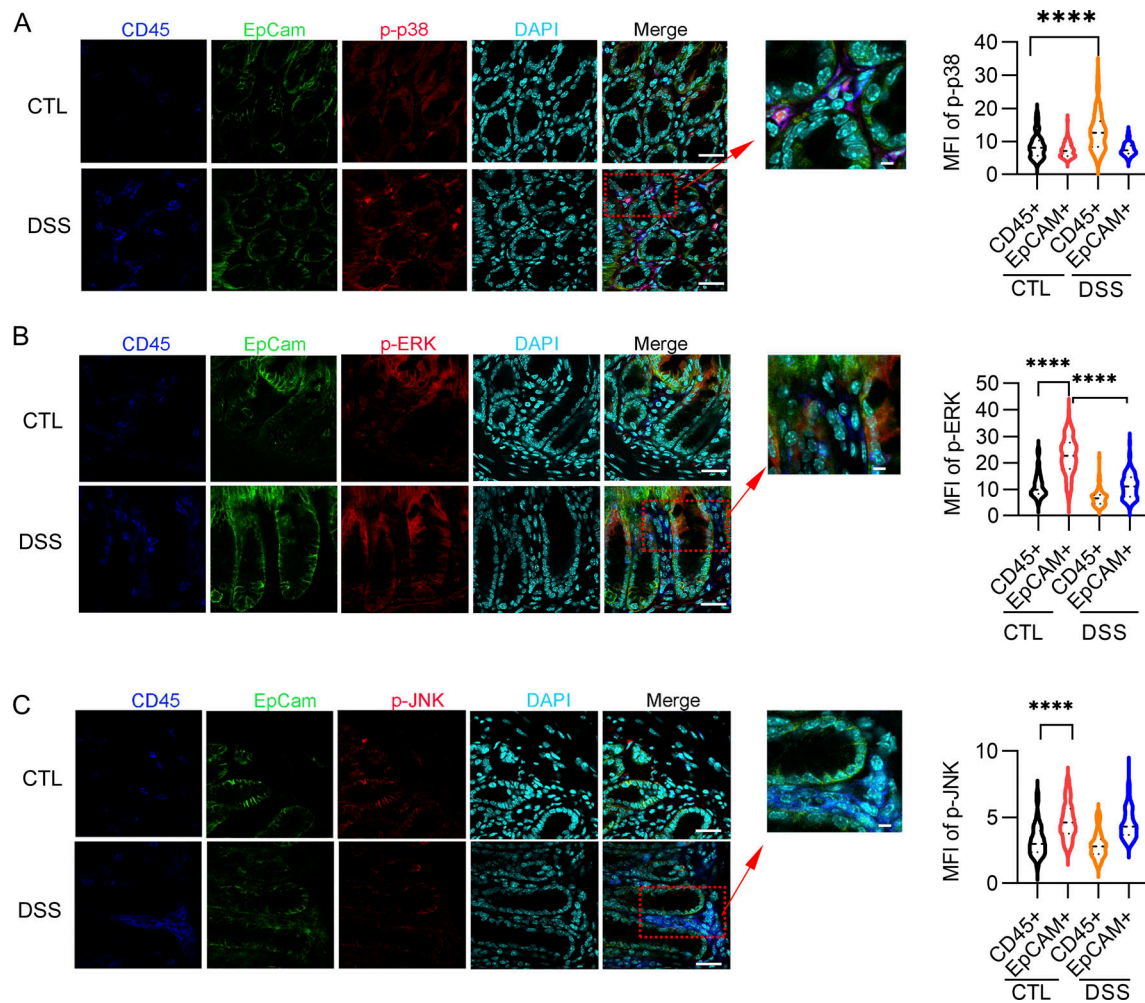 A
CD45 EpCam p-p38 DAPI Merge
CTL
DSS
****
MFI of p-p38
40
30
20
10
0
CD45+ EpCAM+ CD45+ EpCAM+
CTL DSS
B
CD45 EpCam p-ERK DAPI Merge
CTL
DSS
**** ****
MFI of p-ERK
50
40
30
20
10
0
CD45+ EpCAM+ CD45+ EpCAM+
CTL DSS
C
CD45 EpCam p-JNK DAPI Merge
CTL
DSS
****
MFI of p-JNK
10
5
0
CD45+ EpCAM+ CD45+ EpCAM+
CTL DSS